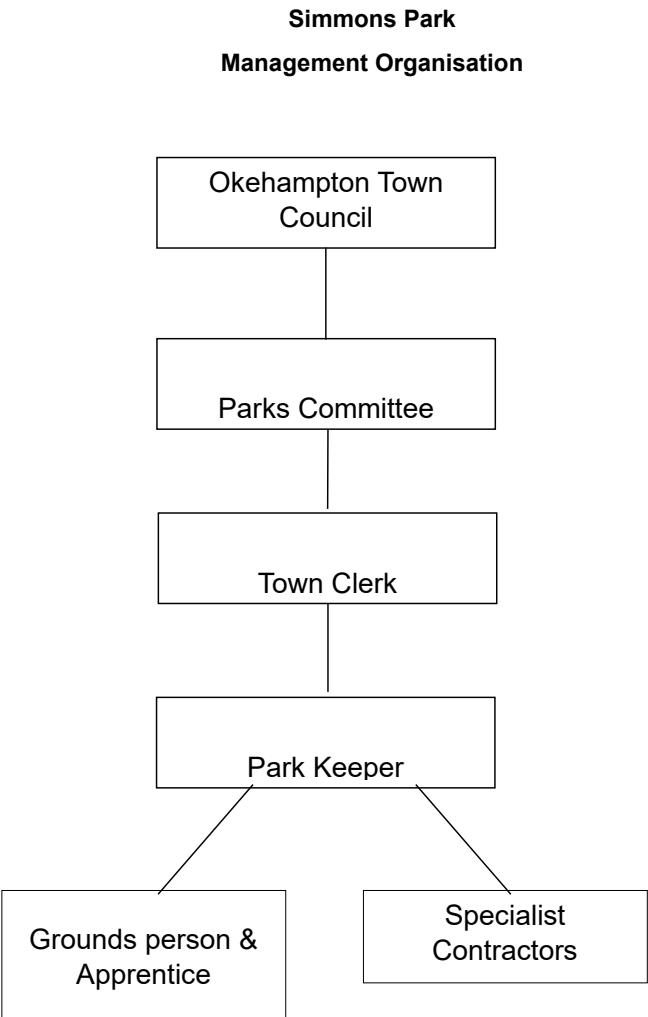 Simmons Park
Management Organisation
Okehampton Town
Council
Parks Committee
Town Clerk
Park Keeper
Grounds person &
Apprentice
Specialist
Contractors